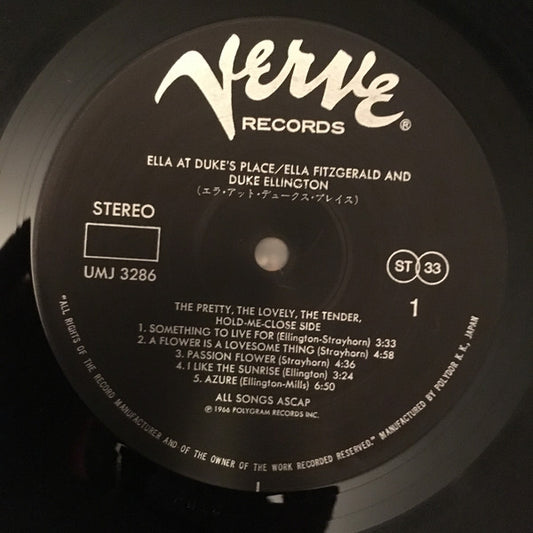 Verve
RECORDS ®
ELLA AT DUKE'S PLACE/ELLA FITZGERALD AND
DUKE ELLINGTON
(エラ・アット・デュークス・プレイス)
STEREO
UMJ 3286
ST 33
1
THE PRETTY, THE LOVELY, THE TENDER,
HOLD-ME-CLOSE SIDE
1. SOMETHING TO LIVE FOR (Ellington-Strayhorn) 3:33
2. A FLOWER IS A LOVESOME THING (Strayhorn) 4:58
3. PASSION FLOWER (Strayhorn) 4:36
4. I LIKE THE SUNRISE (Ellington) 3:24
5. AZURE (Ellington-Mills) 6:50
ALL SONGS ASCAP
℗ 1966 POLYGRAM RECORDS INC.
"ALL RIGHTS OF THE RECORD MANUFACTURER AND OF THE OWNER OF THE WORK RECORDED RESERVED." MANUFACTURED BY POLYDOR K.K., JAPAN